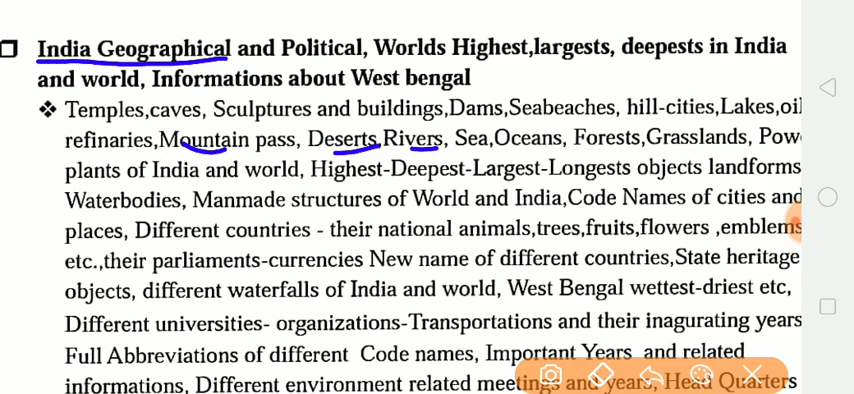 India Geographical and Political, Worlds Highest,largests, deepests in India
and world, Informations about West bengal
Temples,caves, Sculptures and buildings,Dams,Seabeaches, hill-cities,Lakes,oil
refinaries,Mountain pass, Deserts,Rivers, Sea,Oceans, Forests,Grasslands, Pow
plants of India and world, Highest-Deepest-Largest-Longests objects landforms
Waterbodies, Manmade structures of World and India,Code Names of cities and
places, Different countries - their national animals,trees,fruits,flowers ,emblems
etc.,their parliaments-currencies New name of different countries,State heritage
objects, different waterfalls of India and world, West Bengal wettest-driest etc,
Different universities- organizations-Transportations and their inagurating years
Full Abbreviations of different Code names, Important Years and related
informations, Different environment related meetings and years, Head Quarters